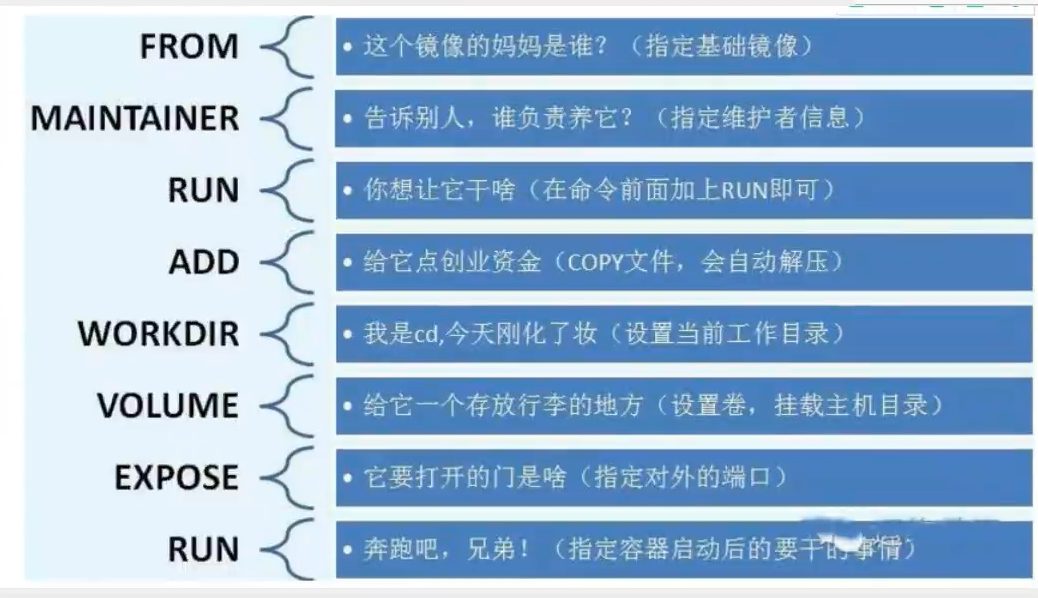 FROM
• 这个镜像的妈妈是谁？（指定基础镜像）
MAINTAINER
• 告诉别人，谁负责养它？（指定维护者信息）
RUN
• 你想让它干啥（在命令前面加上RUN即可）
ADD
• 给它点创业资金（COPY文件，会自动解压）
WORKDIR
• 我是cd,今天刚化了妆（设置当前工作目录）
VOLUME
• 给它一个存放行李的地方（设置卷，挂载主机目录）
EXPOSE
• 它要打开的门是啥（指定对外的端口）
RUN
• 奔跑吧，兄弟！（指定容器启动后的要干的事情）